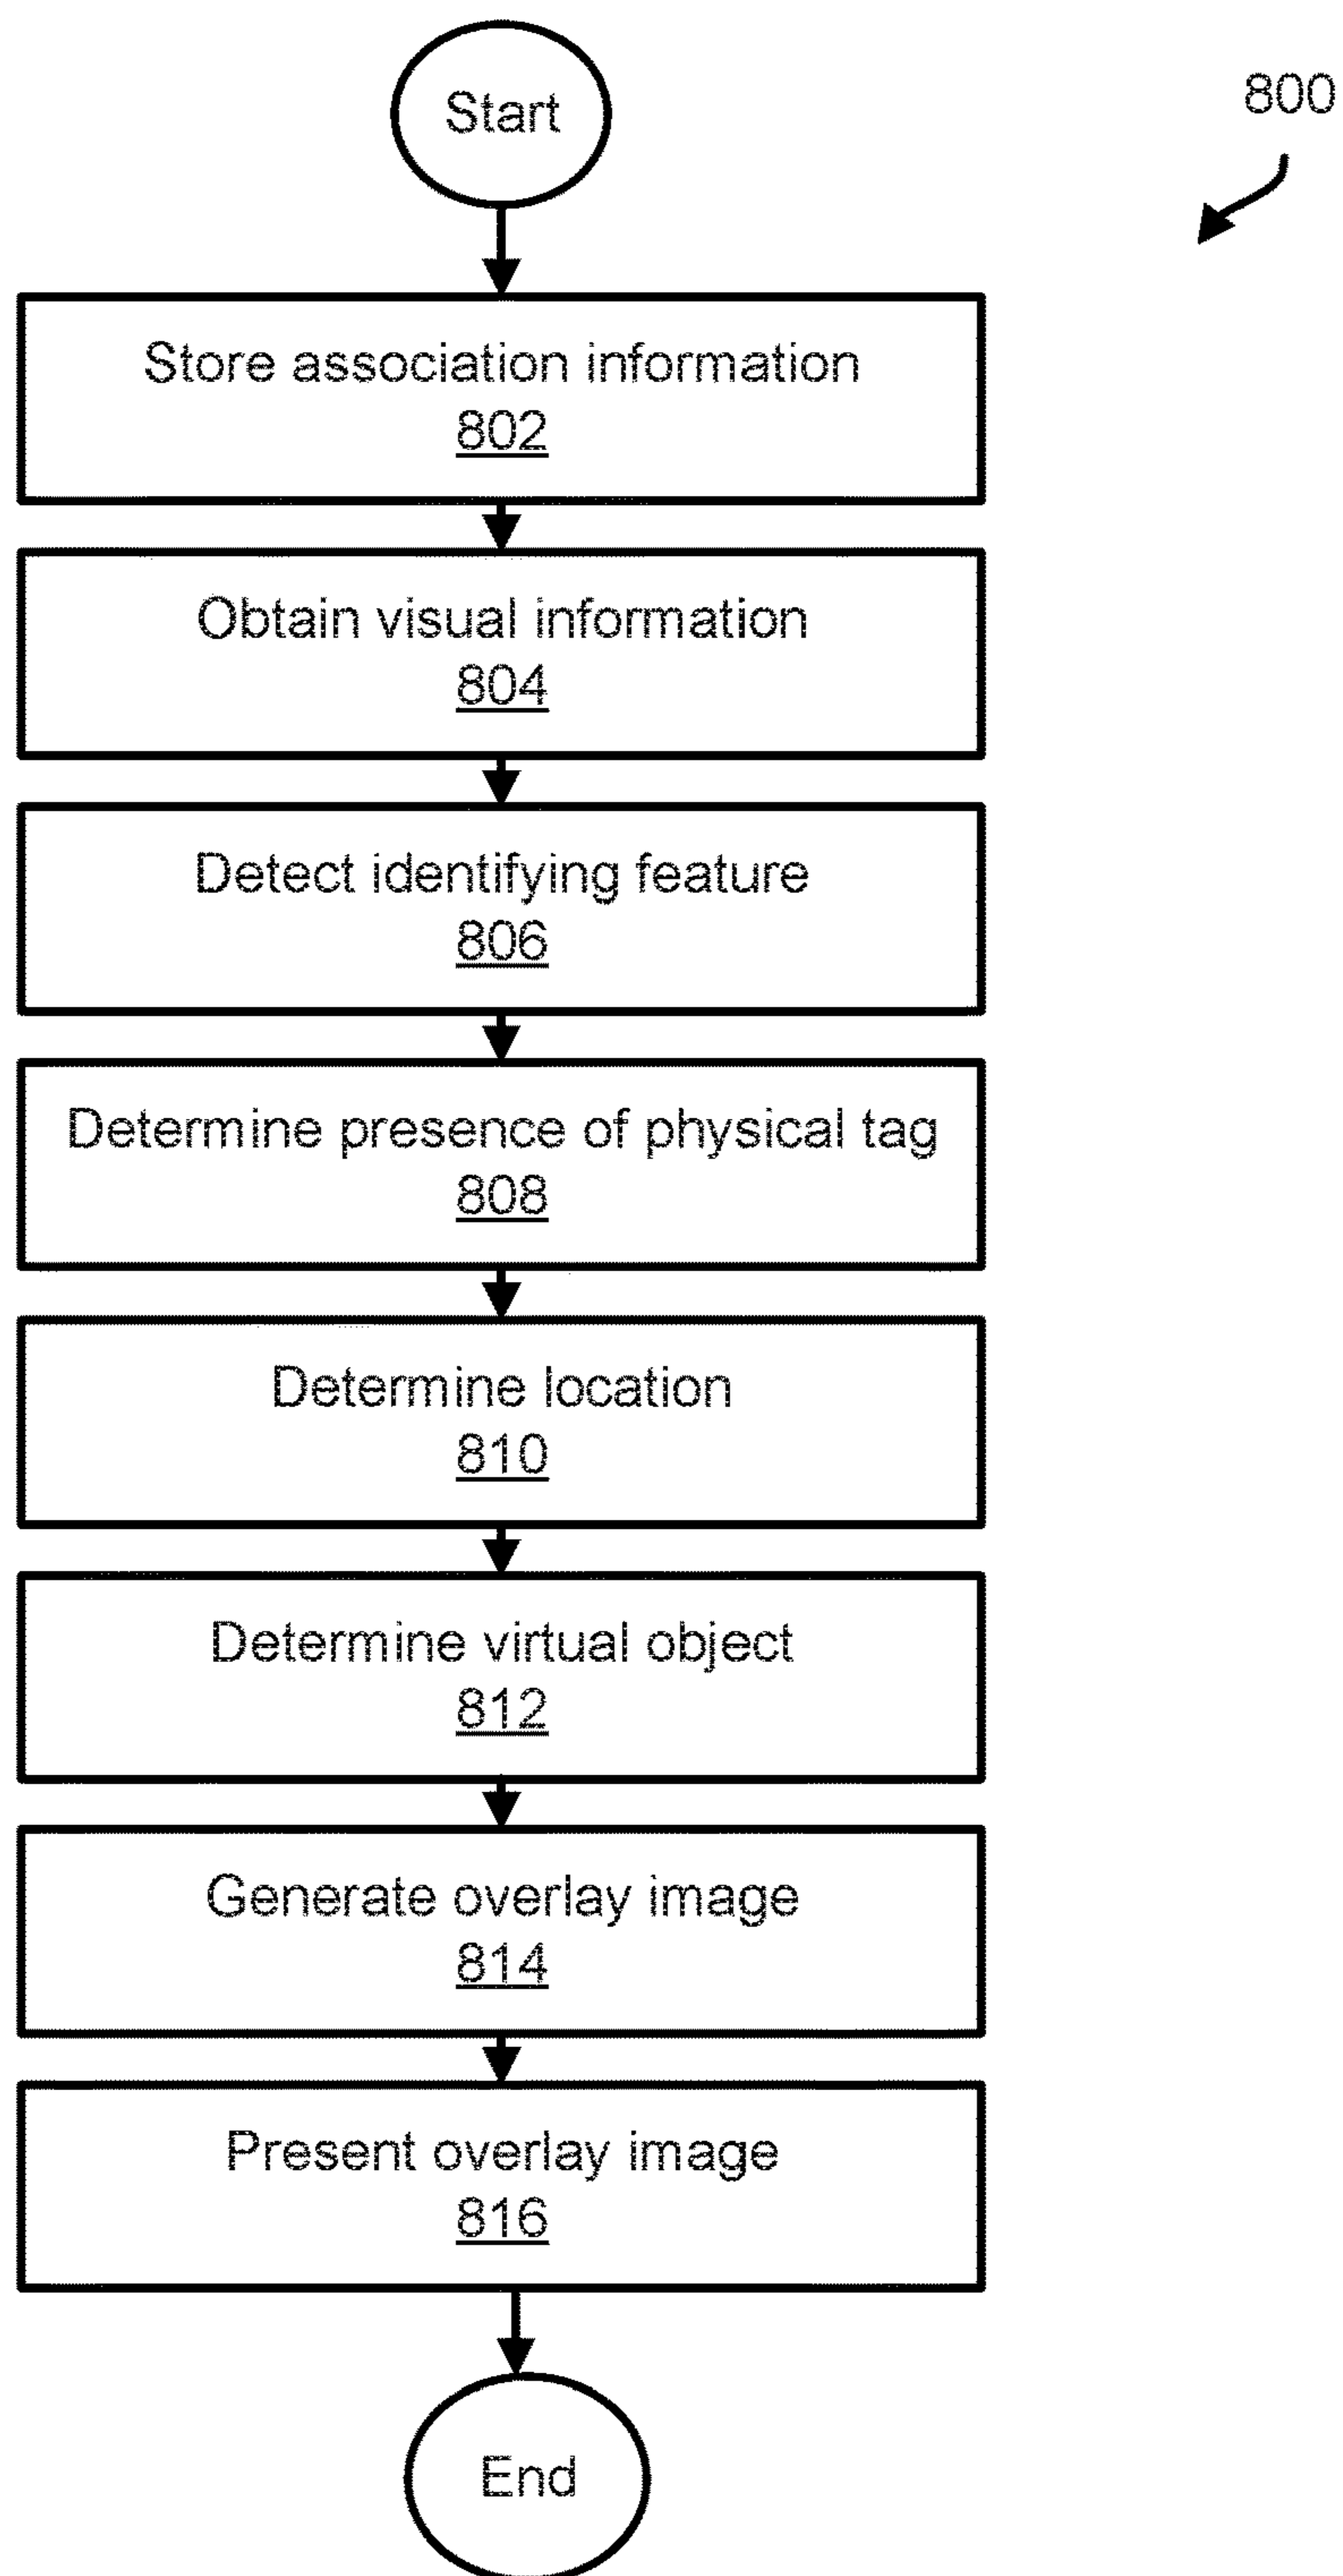 Start
800
Store association information
802
Obtain visual information
804
Detect identifying feature
806
Determine presence of physical tag
808
Determine location
810
Determine virtual object
812
Generate overlay image
814
Present overlay image
816
End